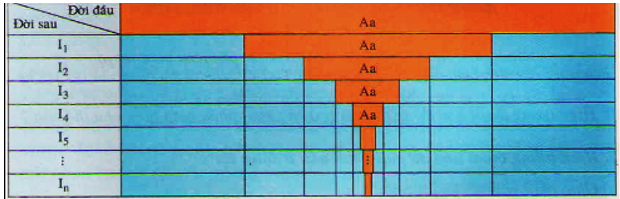 Đời đầu
Đời sau
Aa
I₁ Aa
I₂ Aa
I₃ Aa
I₄ Aa
I₅
⋮ ⋮
Iₙ